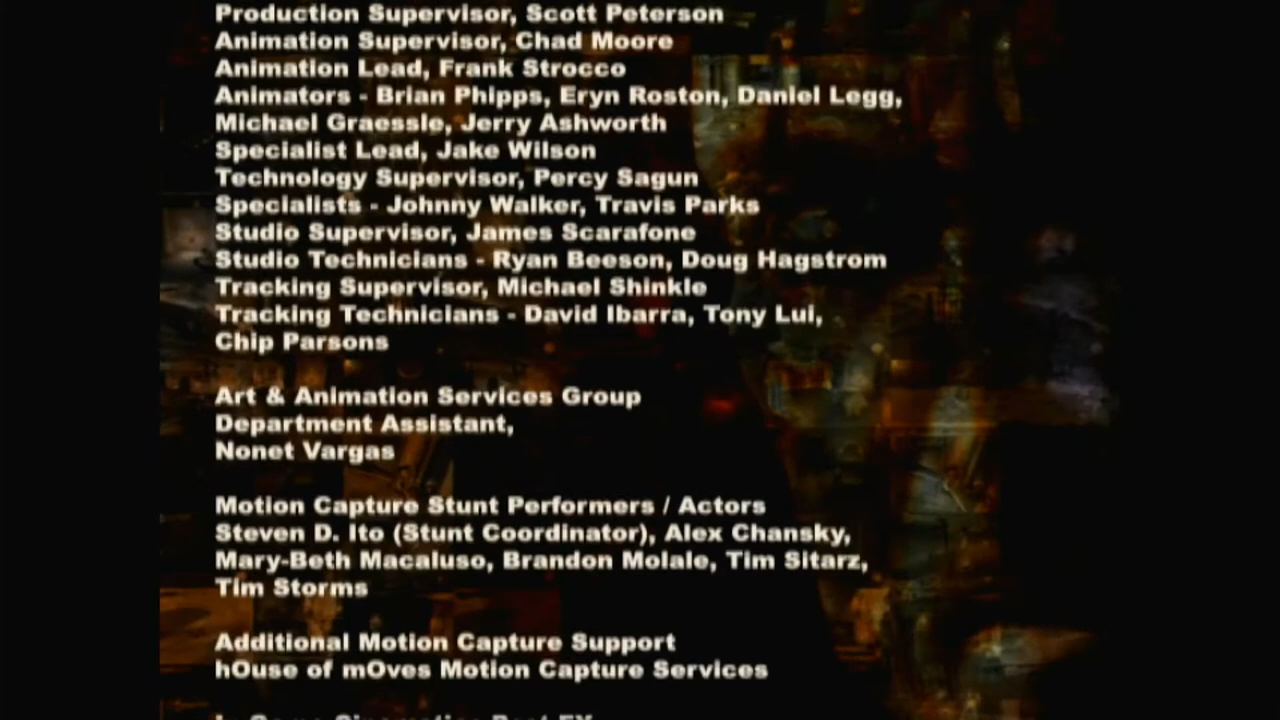 Production Supervisor, Scott Peterson
Animation Supervisor, Chad Moore
Animation Lead, Frank Strocco
Animators - Brian Phipps, Eryn Roston, Daniel Legg,
Michael Graessle, Jerry Ashworth
Specialist Lead, Jake Wilson
Technology Supervisor, Percy Sagun
Specialists - Johnny Walker, Travis Parks
Studio Supervisor, James Scarafone
Studio Technicians - Ryan Beeson, Doug Hagstrom
Tracking Supervisor, Michael Shinkle
Tracking Technicians - David Ibarra, Tony Lui,
Chip Parsons
Art & Animation Services Group
Department Assistant,
Nonet Vargas
Motion Capture Stunt Performers / Actors
Steven D. Ito (Stunt Coordinator), Alex Chansky,
Mary-Beth Macaluso, Brandon Molale, Tim Sitarz,
Tim Storms
Additional Motion Capture Support
hOuse of mOves Motion Capture Services